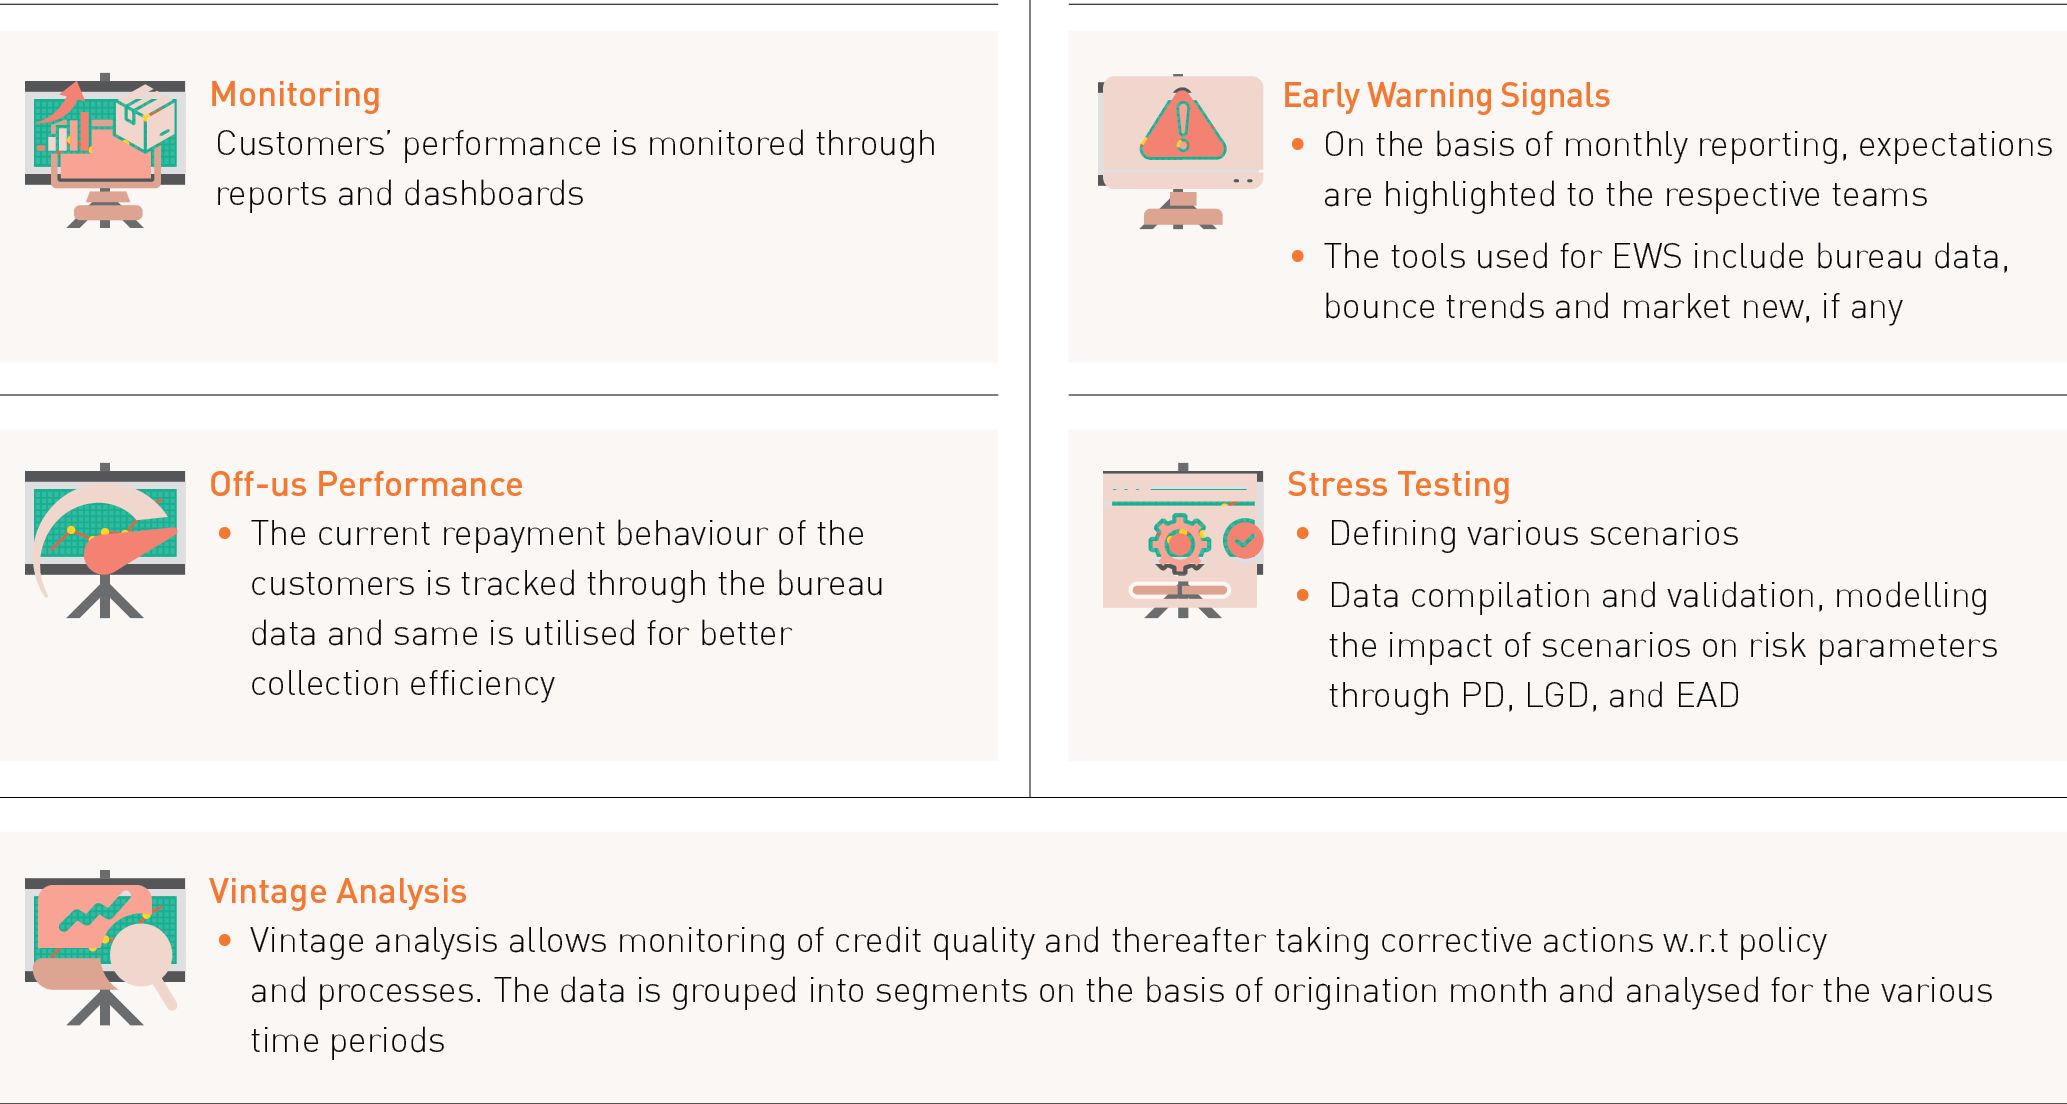 Monitoring
Customers’ performance is monitored through
reports and dashboards
Early Warning Signals
• On the basis of monthly reporting, expectations
are highlighted to the respective teams
• The tools used for EWS include bureau data,
bounce trends and market new, if any
Off-us Performance
• The current repayment behaviour of the
customers is tracked through the bureau
data and same is utilised for better
collection efficiency
Stress Testing
• Defining various scenarios
• Data compilation and validation, modelling
the impact of scenarios on risk parameters
through PD, LGD, and EAD
Vintage Analysis
• Vintage analysis allows monitoring of credit quality and thereafter taking corrective actions w.r.t policy
and processes. The data is grouped into segments on the basis of origination month and analysed for the various
time periods